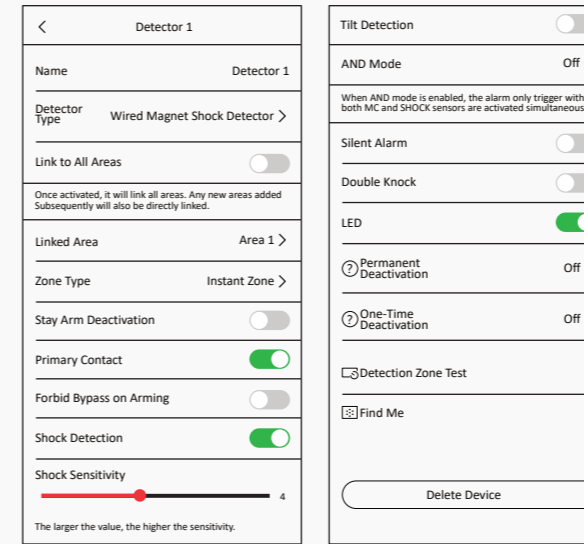 Detector 1
Name Detector 1
Detector
Type
Wired Magnet Shock Detector
Link to All Areas
Once activated, it will link all areas. Any new areas added
Subsequently will also be directly linked.
Linked Area Area 1
Zone Type Instant Zone
Stay Arm Deactivation
Primary Contact
Forbid Bypass on Arming
Shock Detection
Shock Sensitivity
4
The larger the value, the higher the sensitivity.
Tilt Detection
AND Mode Off
When AND mode is enabled, the alarm only trigger with
both MC and SHOCK sensors are activated
Silent Alarm
Double Knock
LED
? Permanent
Deactivation
Off
? One-Time
Deactivation
Off
Detection Zone Test
Find Me
Delete Device